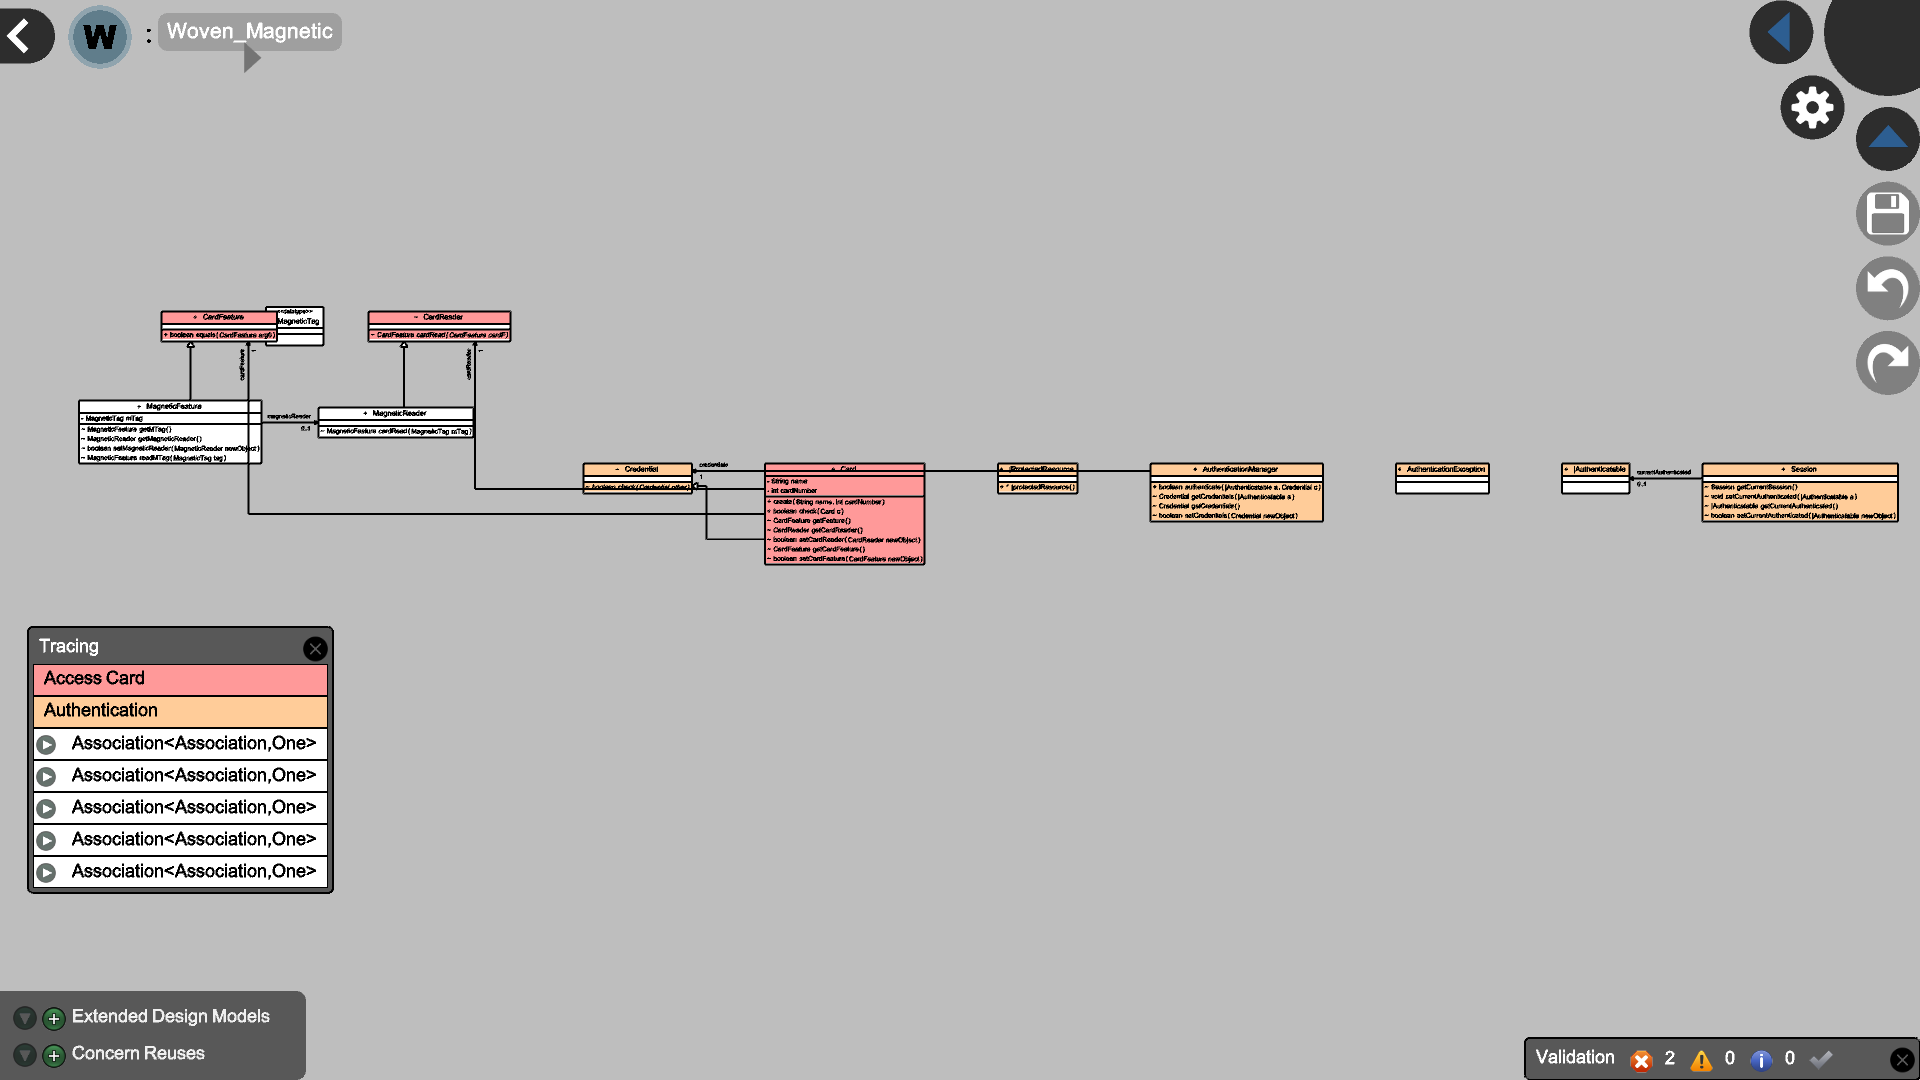 W : Woven_Magnetic
+ CardFeature
+ boolean equals(CardFeature arg0)
<<datatype>>
MagneticTag
~ CardReader
~ CardFeature cardRead(CardFeature cardF)
cardFeature
1
cardReader
1
+ MagneticFeature
- MagneticTag mTag
~ MagneticFeature getMTag()
~ MagneticReader getMagneticReader()
~ boolean setMagneticReader(MagneticReader newObject)
~ MagneticFeature readMTag(MagneticTag tag)
magneticReader
0..1
+ MagneticReader
~ MagneticFeature cardRead(MagneticTag mTag)
~ Credential
~ boolean check(Credential other)
credentials
1
+ Card
- String name
- int cardNumber
+ create(String name, int cardNumber)
+ boolean check(Card c)
~ CardFeature getFeature()
~ CardReader getCardReader()
~ boolean setCardReader(CardReader newObject)
~ CardFeature getCardFeature()
~ boolean setCardFeature(CardFeature newObject)
+ |ProtectedResource
+ * |protectedResource()
+ AuthenticationManager
+ boolean authenticate(|Authenticatable a, Credential c)
~ Credential getCredentials(|Authenticatable a)
~ Credential getCredentials()
~ boolean setCredentials(Credential newObject)
+ AuthenticationException
+ |Authenticatable
currentAuthenticated
0..1
+ Session
~ Session getCurrentSession()
~ void setCurrentAuthenticated(|Authenticatable a)
~ |Authenticatable getCurrentAuthenticated()
~ boolean setCurrentAuthenticated(|Authenticatable newObject)
Tracing
Access Card
Authentication
Association<Association,One>
Association<Association,One>
Association<Association,One>
Association<Association,One>
Association<Association,One>
Extended Design Models
Concern Reuses
Validation 2 0 0